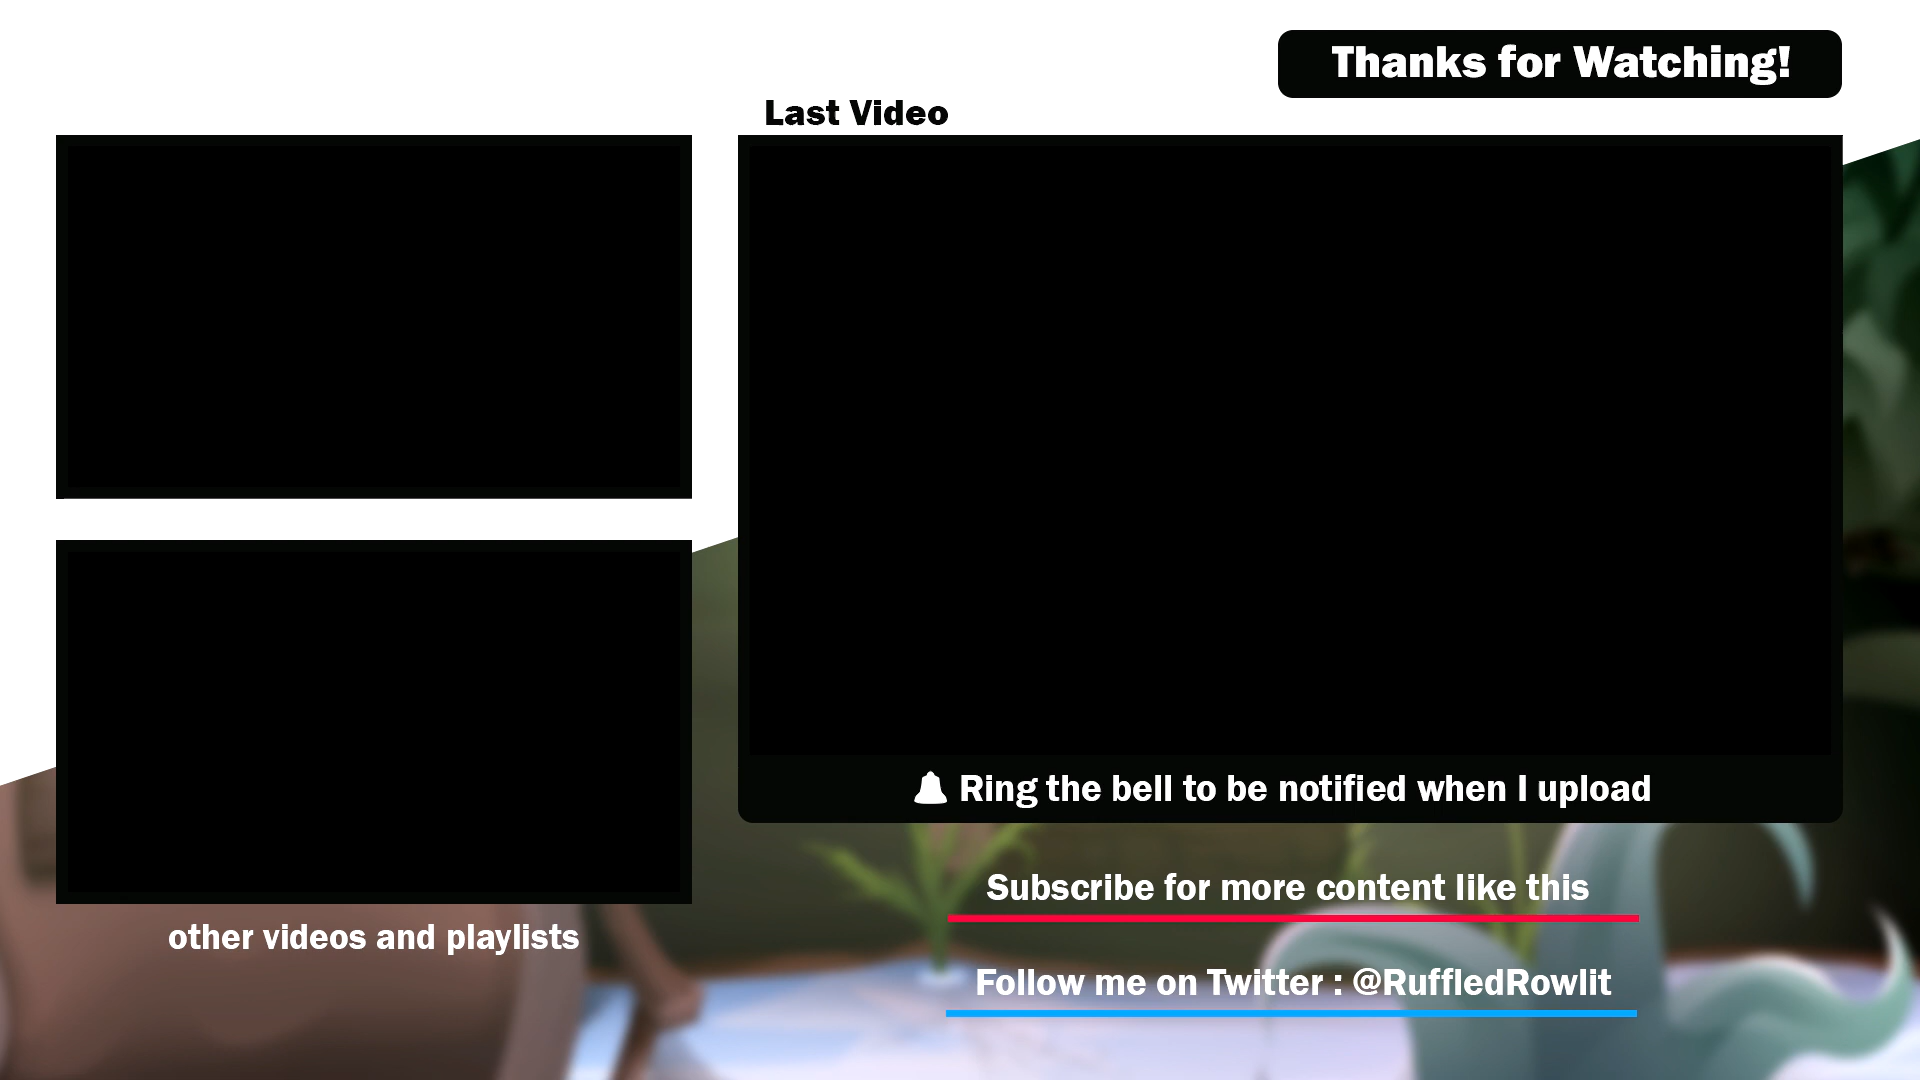 Thanks for Watching!
Last Video
Ring the bell to be notified when I upload
Subscribe for more content like this
other videos and playlists
Follow me on Twitter : @RuffledRowlit